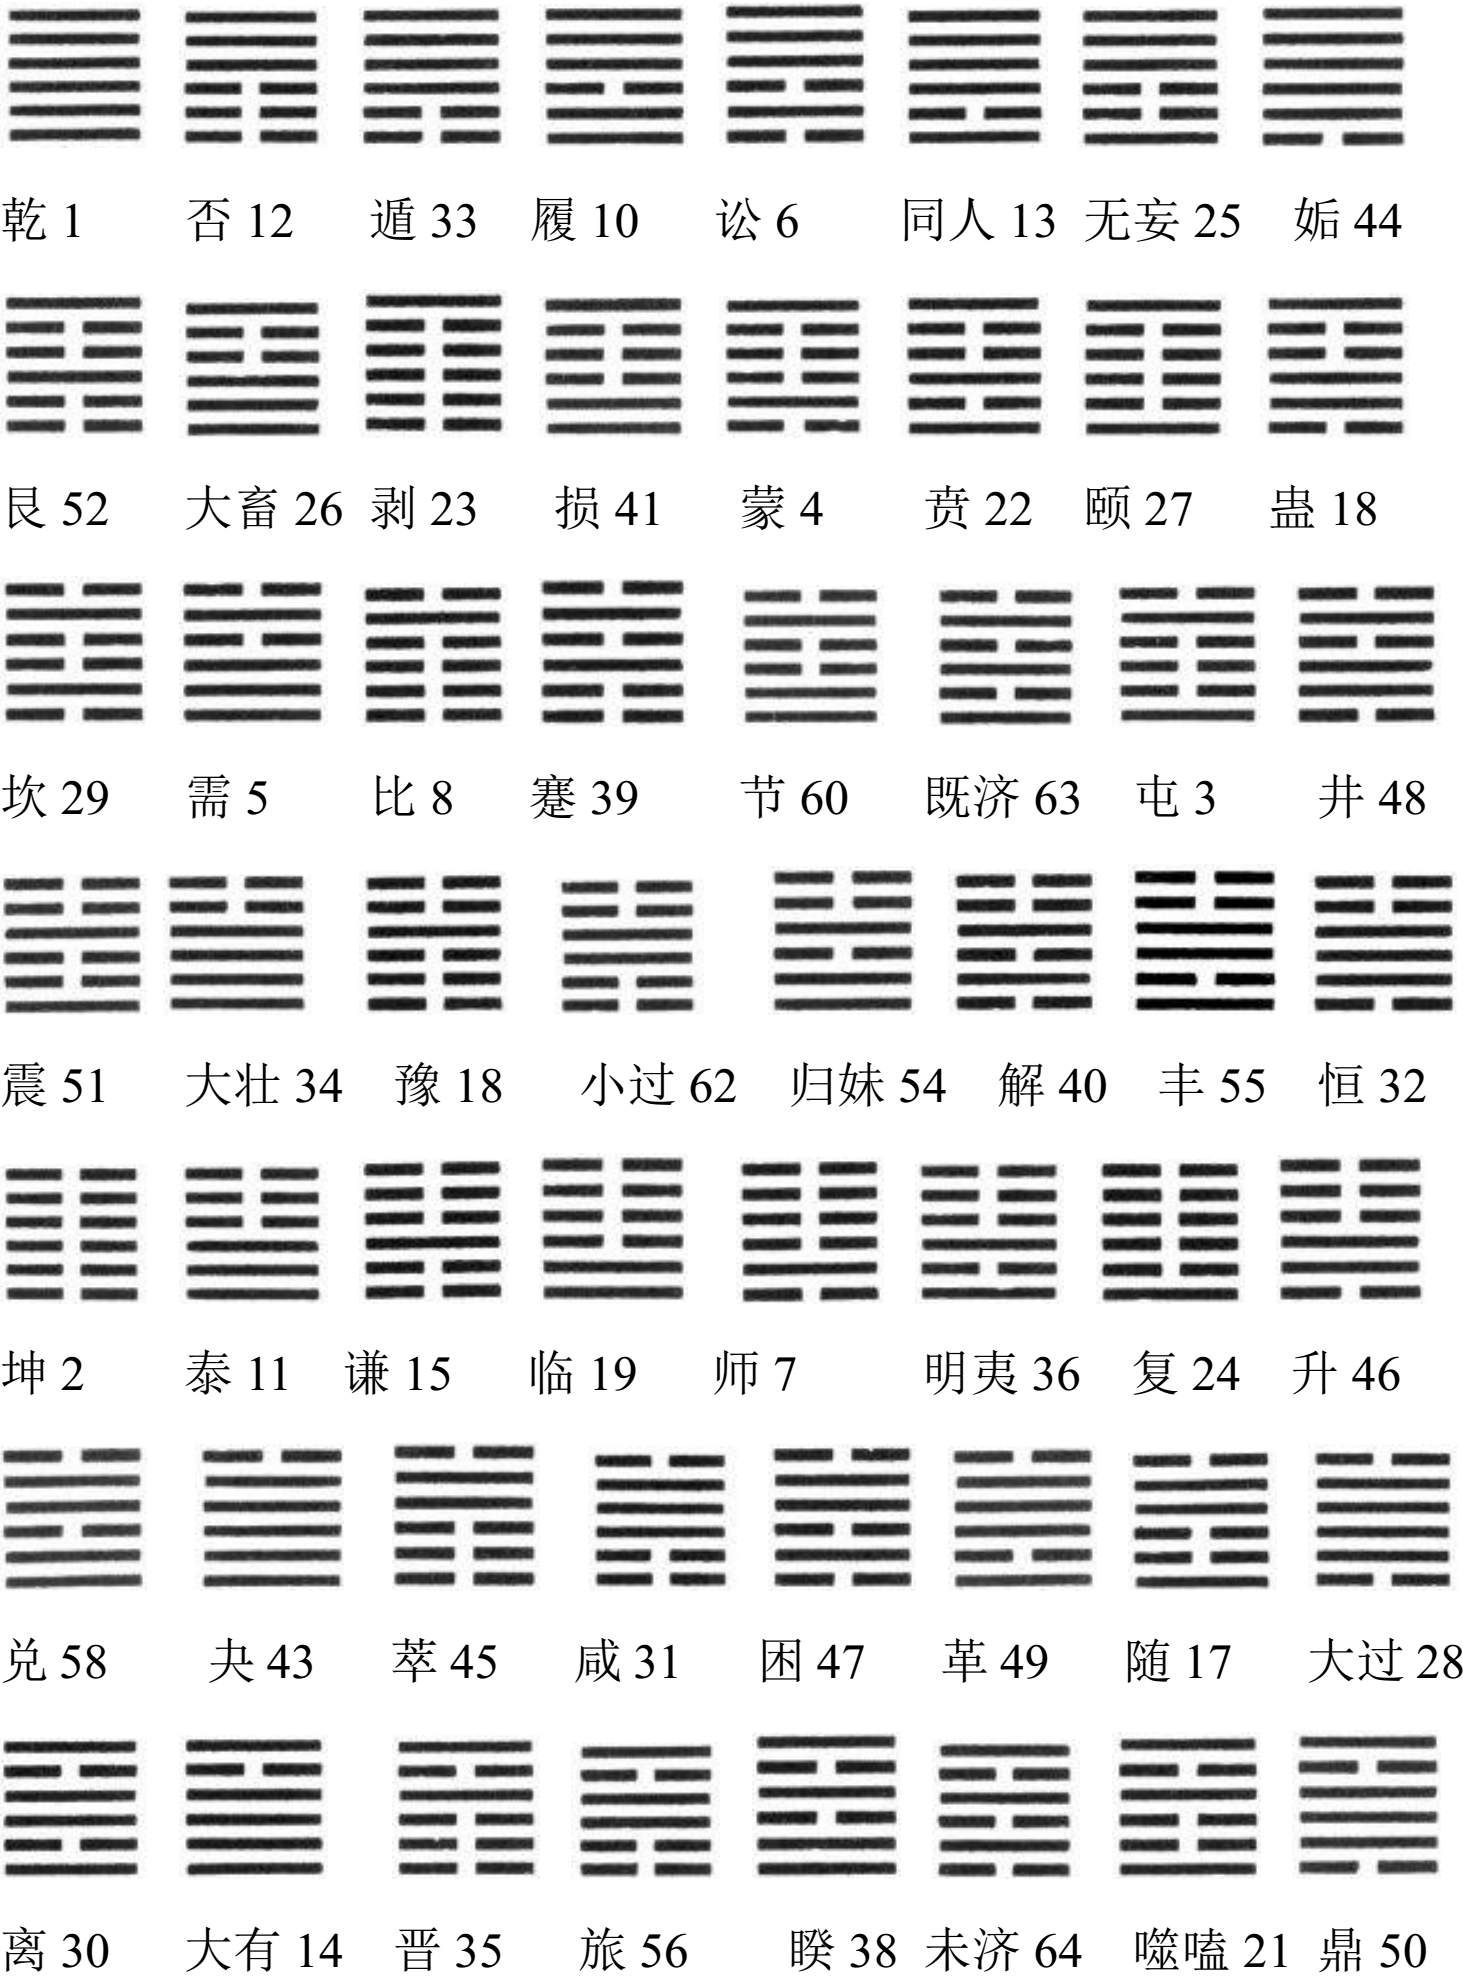 乾 1 否 12 遁 33 履 10 讼 6 同人 13 无妄 25 姤 44
艮 52 大畜 26 剥 23 损 41 蒙 4 贲 22 颐 27 蛊 18
坎 29 需 5 比 8 蹇 39 节 60 既济 63 屯 3 井 48
震 51 大壮 34 豫 18 小过 62 归妹 54 解 40 丰 55 恒 32
坤 2 泰 11 谦 15 临 19 师 7 明夷 36 复 24 升 46
兑 58 夬 43 萃 45 咸 31 困 47 革 49 随 17 大过 28
离 30 大有 14 晋 35 旅 56 睽 38 未济 64 噬嗑 21 鼎 50